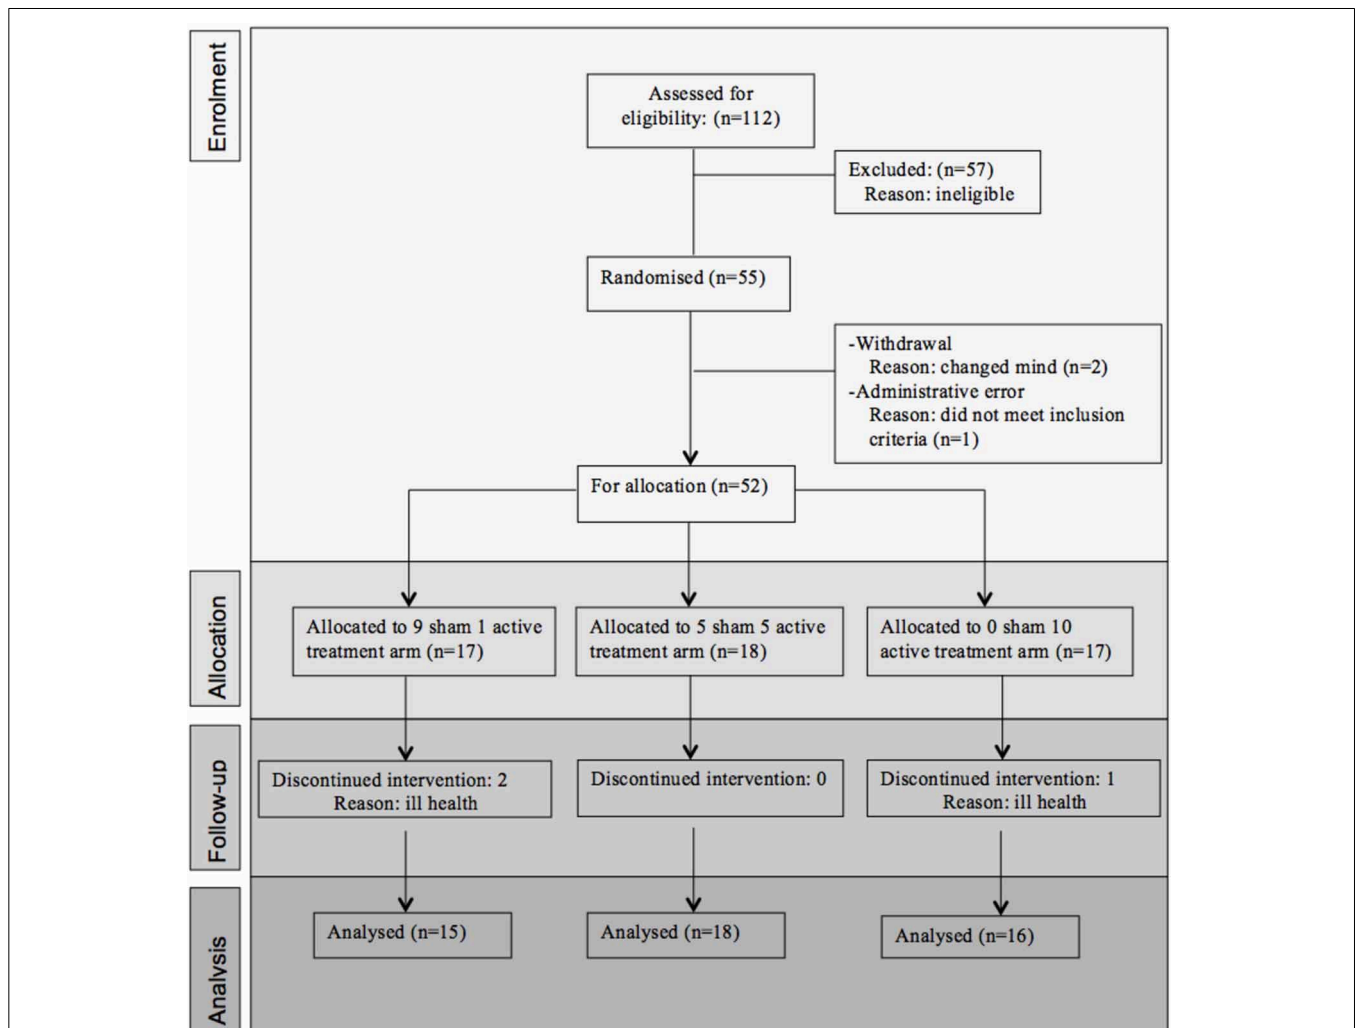 Enrolment
Assessed for
eligibility: (n=112)
Excluded: (n=57)
Reason: ineligible
Randomised (n=55)
-Withdrawal
Reason: changed mind (n=2)
-Administrative error
Reason: did not meet inclusion
criteria (n=1)
For allocation (n=52)
Allocation
Allocated to 9 sham 1 active
treatment arm (n=17)
Allocated to 5 sham 5 active
treatment arm (n=18)
Allocated to 0 sham 10
active treatment arm (n=17)
Follow-up
Discontinued intervention: 2
Reason: ill health
Discontinued intervention: 0
Discontinued intervention: 1
Reason: ill health
Analysis
Analysed (n=15)
Analysed (n=18)
Analysed (n=16)